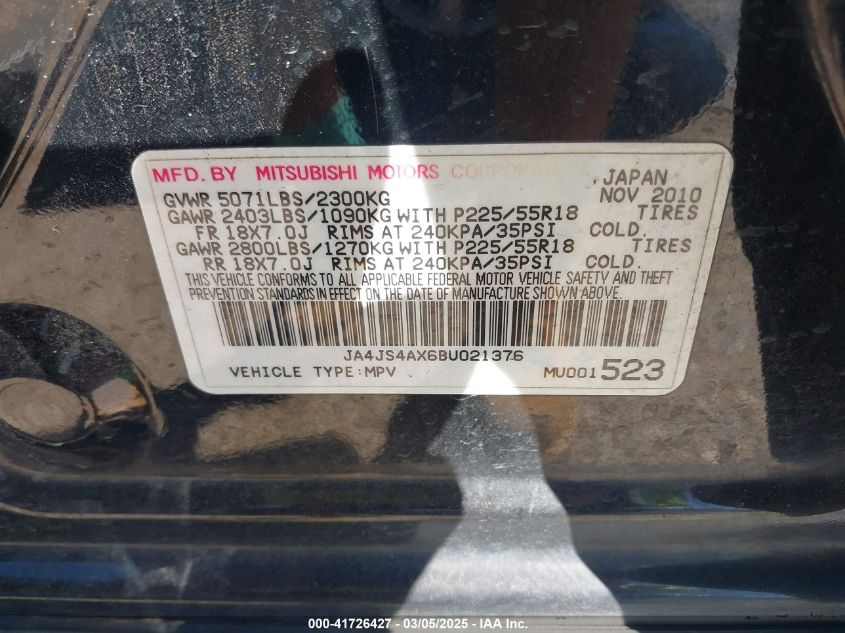 MFD. BY MITSUBISHI MOTORS CORPORATION. JAPAN
GVWR 5071LBS/2300KG NOV 2010
GAWR 2403LBS/1090KG WITH P225/55R18 TIRES
FR 18X7.0J RIMS AT 240KPA/35PSI COLD.
GAWR 2800LBS/1270KG WITH P225/55R18 TIRES
RR 18X7.0J RIMS AT 240KPA/35PSI COLD.
THIS VEHICLE CONFORMS TO ALL APPLICABLE FEDERAL MOTOR VEHICLE SAFETY AND THEFT
PREVENTION STANDARDS IN EFFECT ON THE DATE OF MANUFACTURE SHOWN ABOVE.
JA4JS4AX6BU021376
VEHICLE TYPE:MPV MU001523
000-41726427 — 03/05/2025 — IAA Inc.